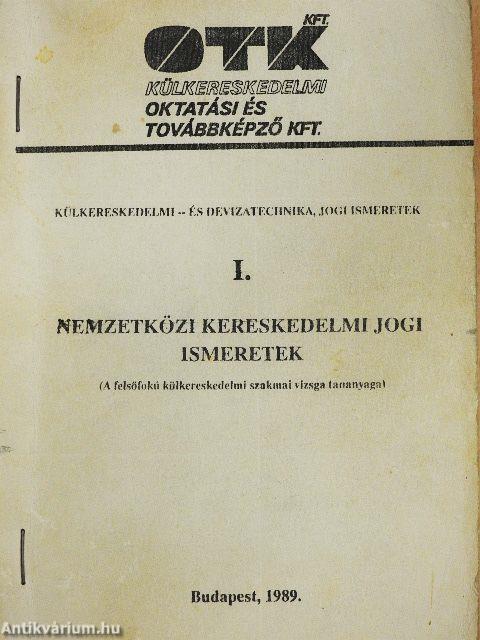 OTK KFT.
KÜLKERESKEDELMI
OKTATÁSI ÉS
TOVÁBBKÉPZŐ KFT.
KÜLKERESKEDELMI -- ÉS DEVIZATECHNIKA, JOGI ISMERETEK
I.
NEMZETKÖZI KERESKEDELMI JOGI
ISMERETEK
(A felsőfokú külkereskedelmi szakmai vizsga tananyaga)
Budapest, 1989.
Antikvárium.hu